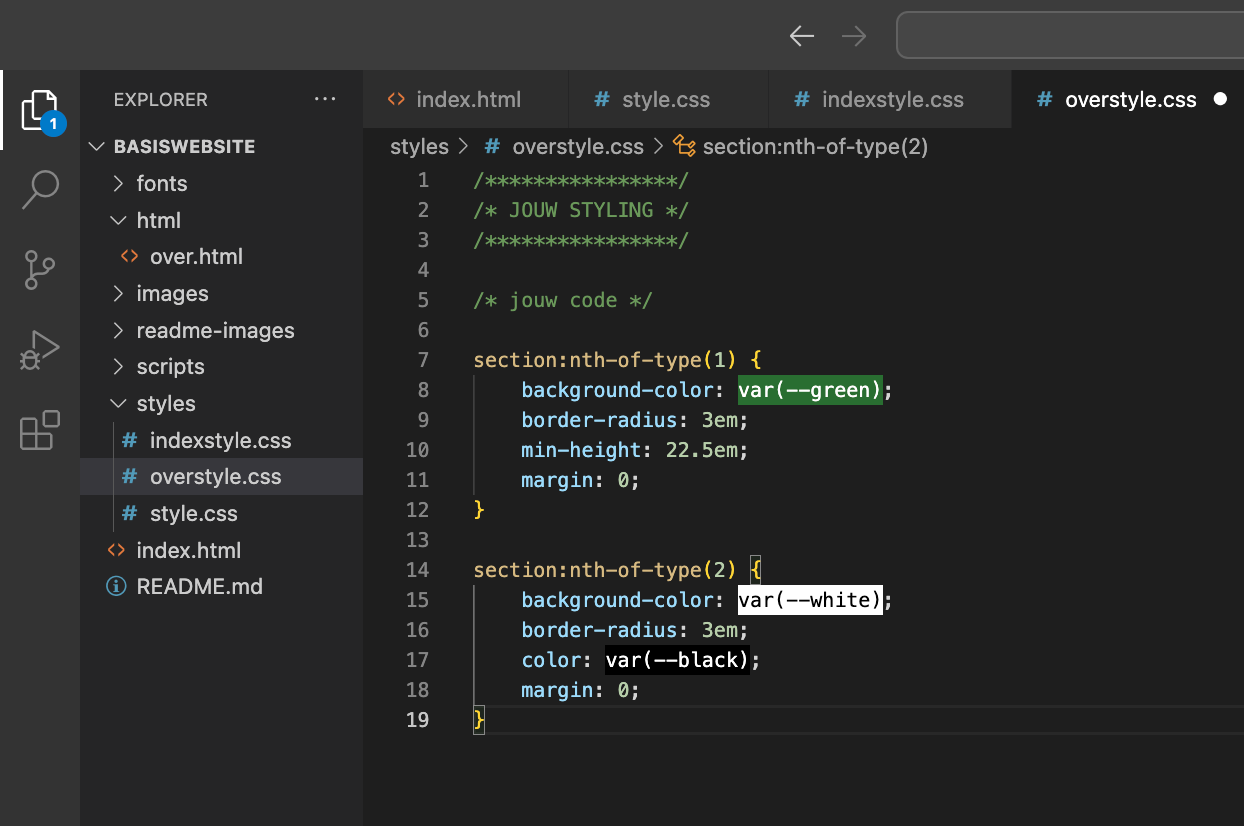 EXPLORER ...
BASISWEBSITE
fonts
html
<> over.html
images
readme-images
scripts
styles
# indexstyle.css
# overstyle.css
# style.css
<> index.html
README.md
1
<> index.html # style.css # indexstyle.css # overstyle.css
styles > # overstyle.css > section:nth-of-type(2)
1 /****************/
2 /* JOUW STYLING */
3 /****************/
4
5 /* jouw code */
6
7 section:nth-of-type(1) {
8 background-color: var(--green);
9 border-radius: 3em;
10 min-height: 22.5em;
11 margin: 0;
12 }
13
14 section:nth-of-type(2) {
15 background-color: var(--white);
16 border-radius: 3em;
17 color: var(--black);
18 margin: 0;
19 }